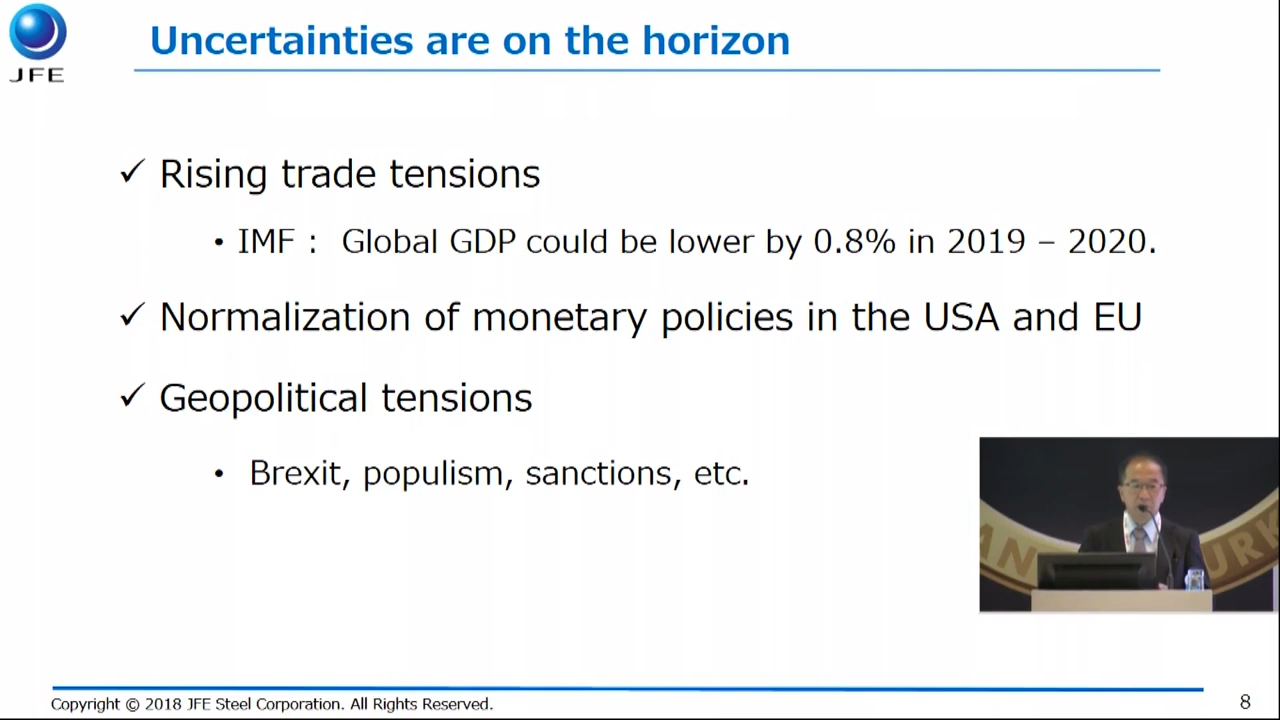 JFE
Uncertainties are on the horizon
✓ Rising trade tensions
• IMF : Global GDP could be lower by 0.8% in 2019 – 2020.
✓ Normalization of monetary policies in the USA and EU
✓ Geopolitical tensions
• Brexit, populism, sanctions, etc.
Copyright © 2018 JFE Steel Corporation. All Rights Reserved.
8